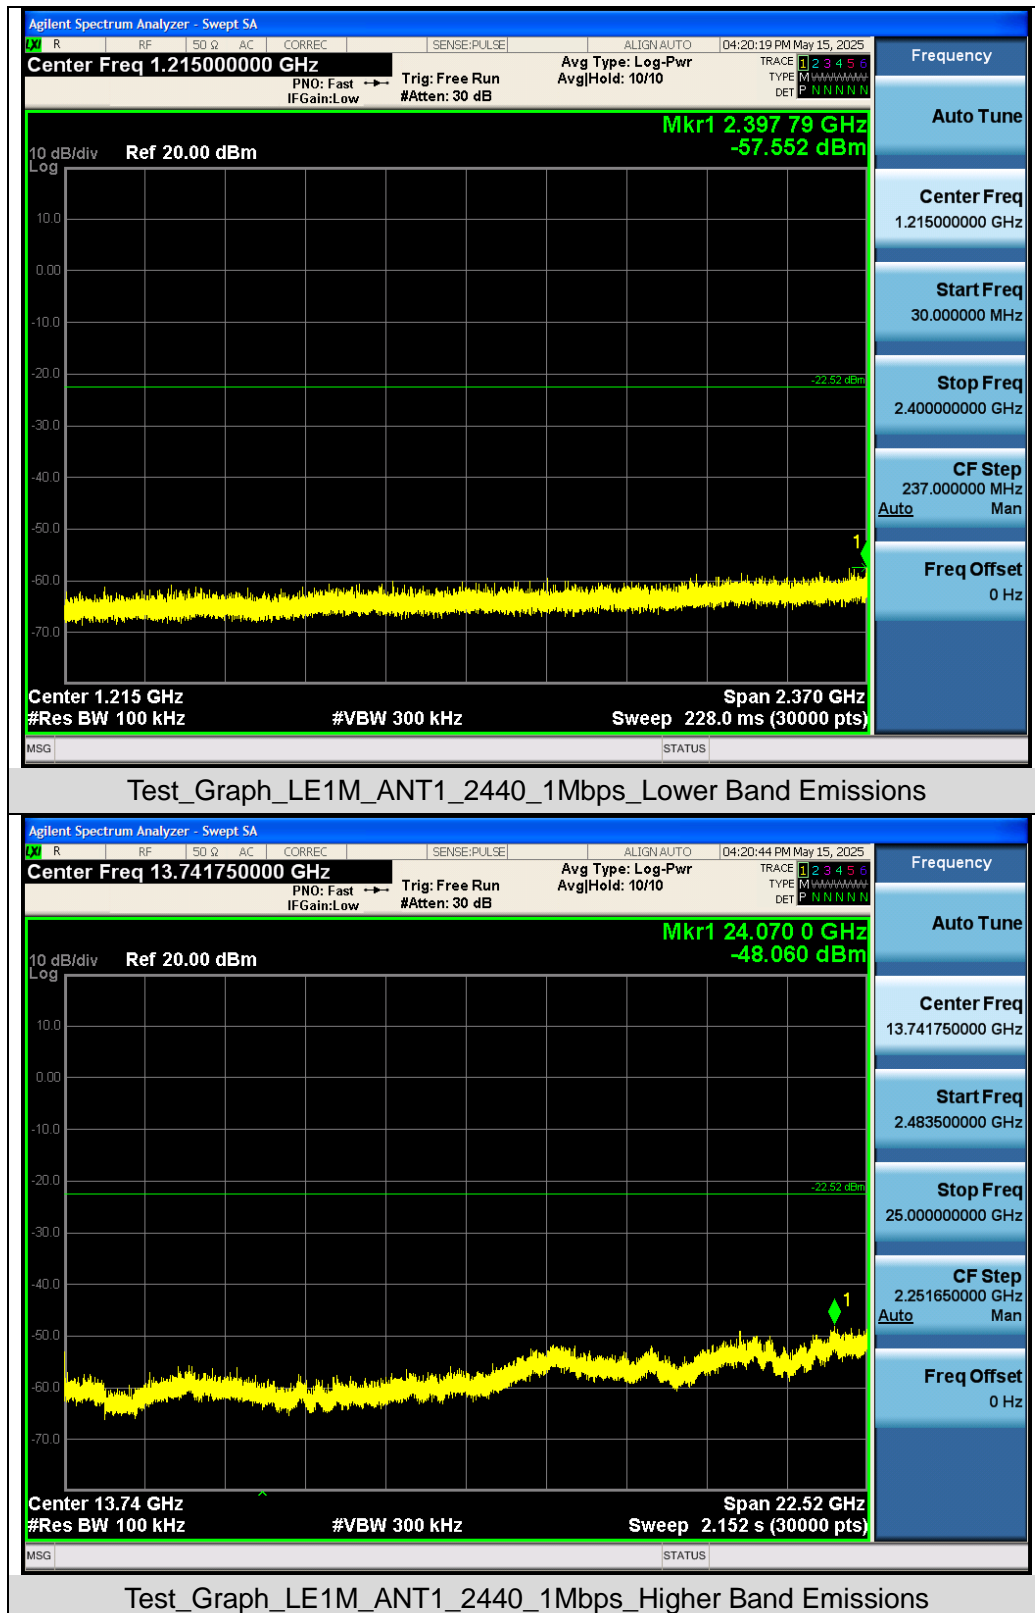 Agilent Spectrum Analyzer - Swept SA
LXI R RF 50 Ω AC CORREC SENSE:PULSE ALIGN AUTO 04:20:19 PM May 15, 2025
Center Freq 1.215000000 GHz
PNO: Fast Trig: Free Run Avg Type: Log-Pwr TRACE 1 2 3 4 5 6
IFGain:Low #Atten: 30 dB Avg|Hold: 10/10 TYPE M WWWWW
DET P N N N N N
Mkr1 2.397 79 GHz
-57.552 dBm
10 dB/div Ref 20.00 dBm
Log
10.0
0.00
-10.0
-20.0
-22.52 dBm
-30.0
-40.0
-50.0
1
-60.0
-70.0
Center 1.215 GHz Span 2.370 GHz
#Res BW 100 kHz #VBW 300 kHz Sweep 228.0 ms (30000 pts)
MSG STATUS
Frequency
Auto Tune
Center Freq
1.215000000 GHz
Start Freq
30.000000 MHz
Stop Freq
2.400000000 GHz
CF Step
237.000000 MHz
Auto Man
Freq Offset
0 Hz
Test_Graph_LE1M_ANT1_2440_1Mbps_Lower Band Emissions
Agilent Spectrum Analyzer - Swept SA
LXI R RF 50 Ω AC CORREC SENSE:PULSE ALIGN AUTO 04:20:44 PM May 15, 2025
Center Freq 13.741750000 GHz
PNO: Fast Trig: Free Run Avg Type: Log-Pwr TRACE 1 2 3 4 5 6
IFGain:Low #Atten: 30 dB Avg|Hold: 10/10 TYPE M WWWWW
DET P N N N N N
Mkr1 24.070 0 GHz
-48.060 dBm
10 dB/div Ref 20.00 dBm
Log
10.0
0.00
-10.0
-20.0
-22.52 dBm
-30.0
-40.0
1
-50.0
-60.0
-70.0
Center 13.74 GHz Span 22.52 GHz
#Res BW 100 kHz #VBW 300 kHz Sweep 2.152 s (30000 pts)
MSG STATUS
Frequency
Auto Tune
Center Freq
13.741750000 GHz
Start Freq
2.483500000 GHz
Stop Freq
25.000000000 GHz
CF Step
2.251650000 GHz
Auto Man
Freq Offset
0 Hz
Test_Graph_LE1M_ANT1_2440_1Mbps_Higher Band Emissions